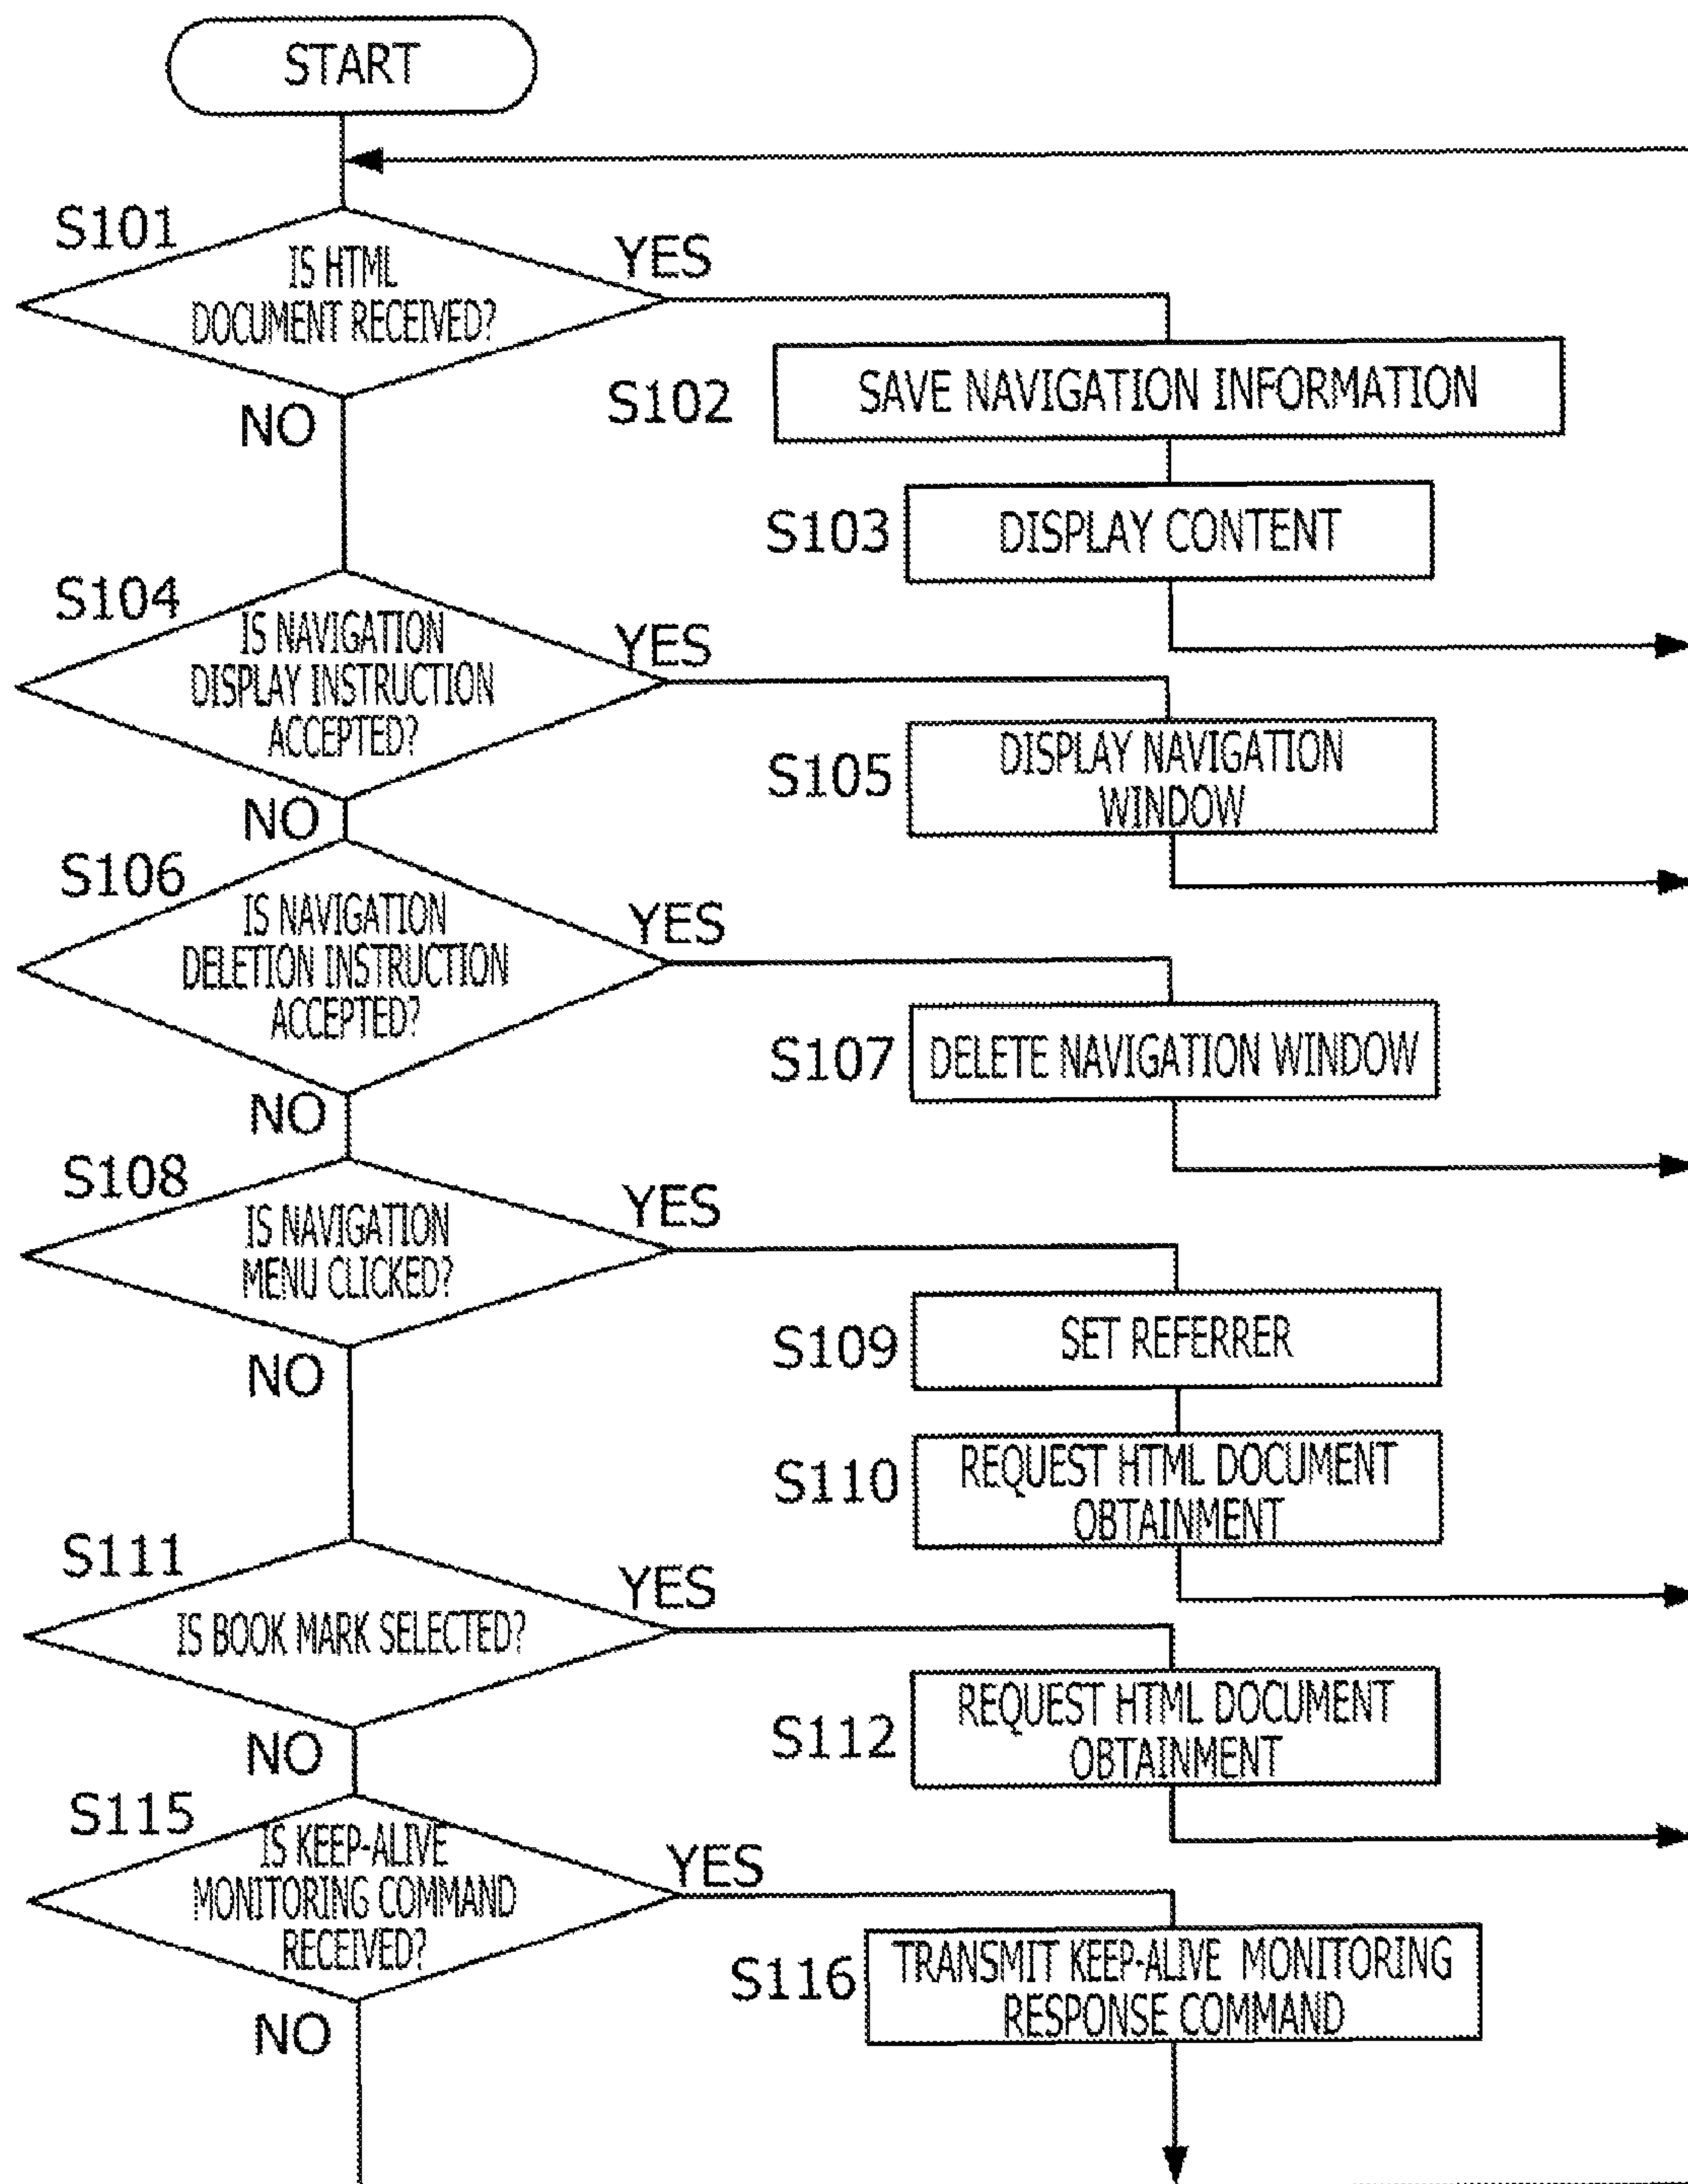 START
S101
IS HTML
DOCUMENT RECEIVED?
YES
NO
S102
SAVE NAVIGATION INFORMATION
S103
DISPLAY CONTENT
S104
IS NAVIGATION
DISPLAY INSTRUCTION
ACCEPTED?
YES
NO
S105
DISPLAY NAVIGATION
WINDOW
S106
IS NAVIGATION
DELETION INSTRUCTION
ACCEPTED?
YES
NO
S107
DELETE NAVIGATION WINDOW
S108
IS NAVIGATION
MENU CLICKED?
YES
NO
S109
SET REFERRER
S110
REQUEST HTML DOCUMENT
OBTAINMENT
S111
IS BOOK MARK SELECTED?
YES
NO
S112
REQUEST HTML DOCUMENT
OBTAINMENT
S115
IS KEEP-ALIVE
MONITORING COMMAND
RECEIVED?
YES
NO
S116
TRANSMIT KEEP-ALIVE MONITORING
RESPONSE COMMAND